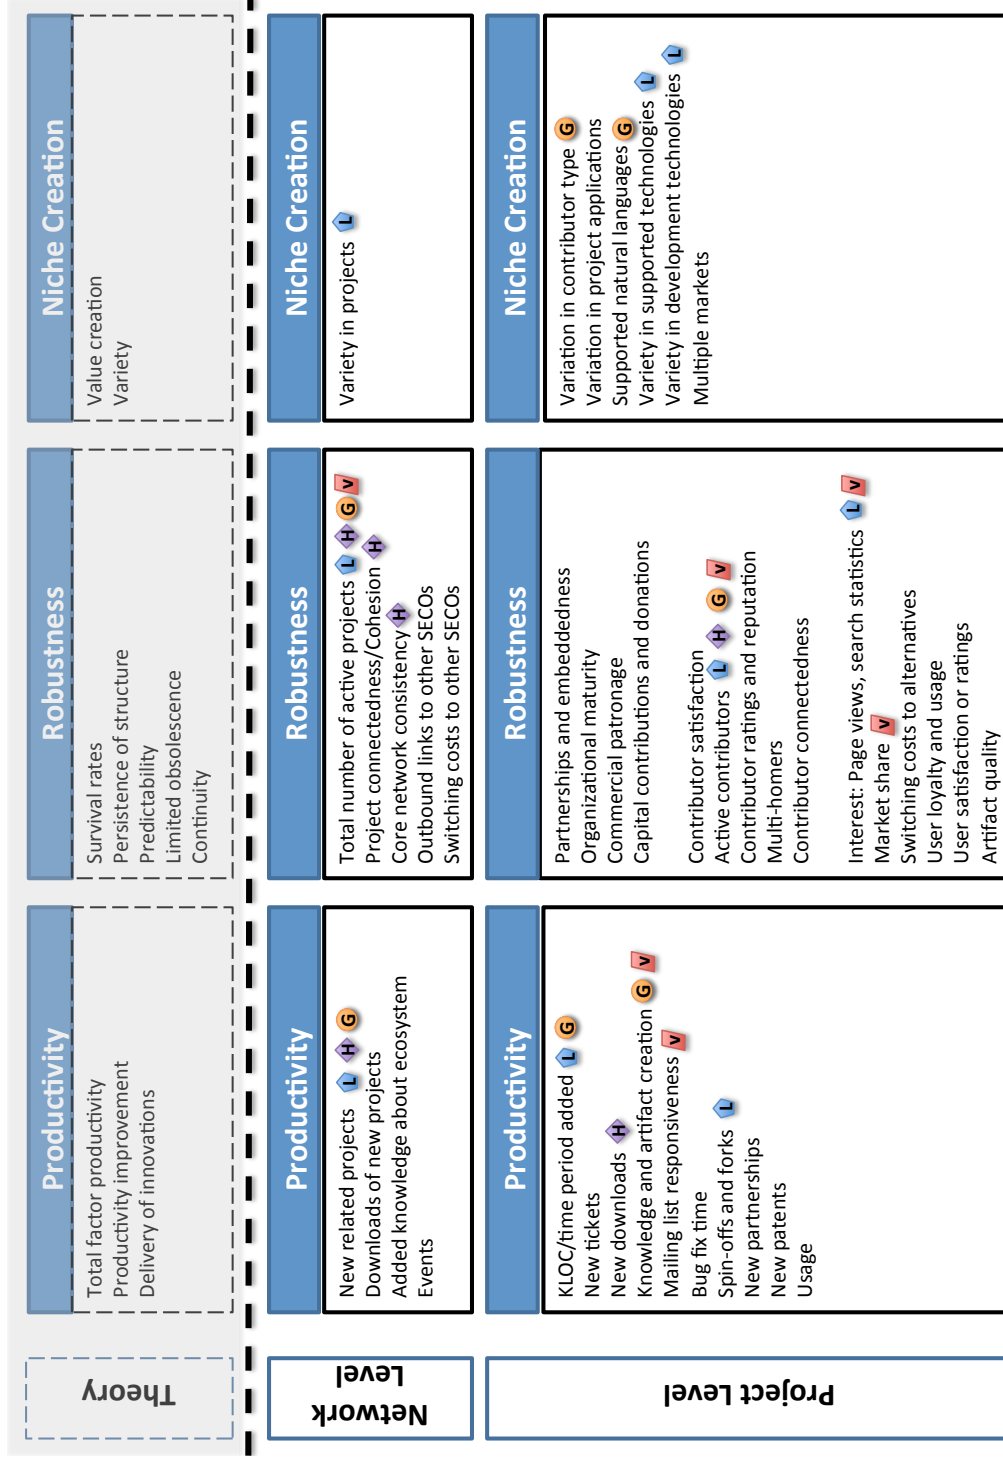 Theory
Productivity
Total factor productivity
Productivity improvement
Delivery of innovations
Robustness
Survival rates
Persistence of structure
Predictability
Limited obsolescence
Continuity
Niche Creation
Value creation
Variety
Network
Level
Productivity
New related projects L H G
Downloads of new projects
Added knowledge about ecosystem
Events
Robustness
Total number of active projects L H G V
Project connectedness/Cohesion H
Core network consistency H
Outbound links to other SECOs
Switching costs to other SECOs
Niche Creation
Variety in projects L
Project Level
Productivity
KLOC/time period added L G
New tickets
New downloads H
Knowledge and artifact creation G V
Mailing list responsiveness V
Bug fix time
Spin-offs and forks L
New partnerships
New patents
Usage
Robustness
Partnerships and embeddedness
Organizational maturity
Commercial patronage
Capital contributions and donations
Contributor satisfaction
Active contributors L H G V
Contributor ratings and reputation
Multi-homers
Contributor connectedness
Interest: Page views, search statistics L V
Market share V
Switching costs to alternatives
User loyalty and usage
User satisfaction or ratings
Artifact quality
Niche Creation
Variation in contributor type G
Variation in project applications
Supported natural languages G
Variety in supported technologies L
Variety in development technologies L
Multiple markets